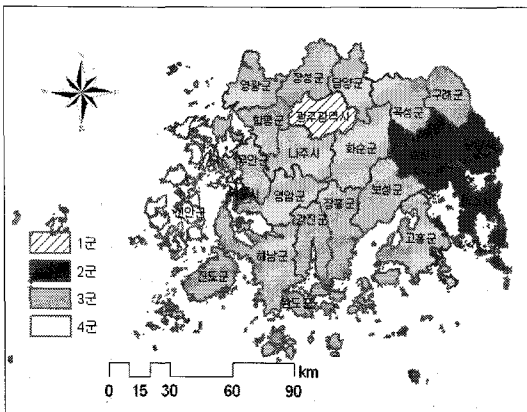 영광군
장성군
담양군
구례군
곡성군
함평군
광주광역시
나주시
화순군
무안군
신안군
영암군
강진군
장흥군
보성군
고흥군
해남군
진도군
완도군
1군
2군
3군
4군
km
0 15 30 60 90